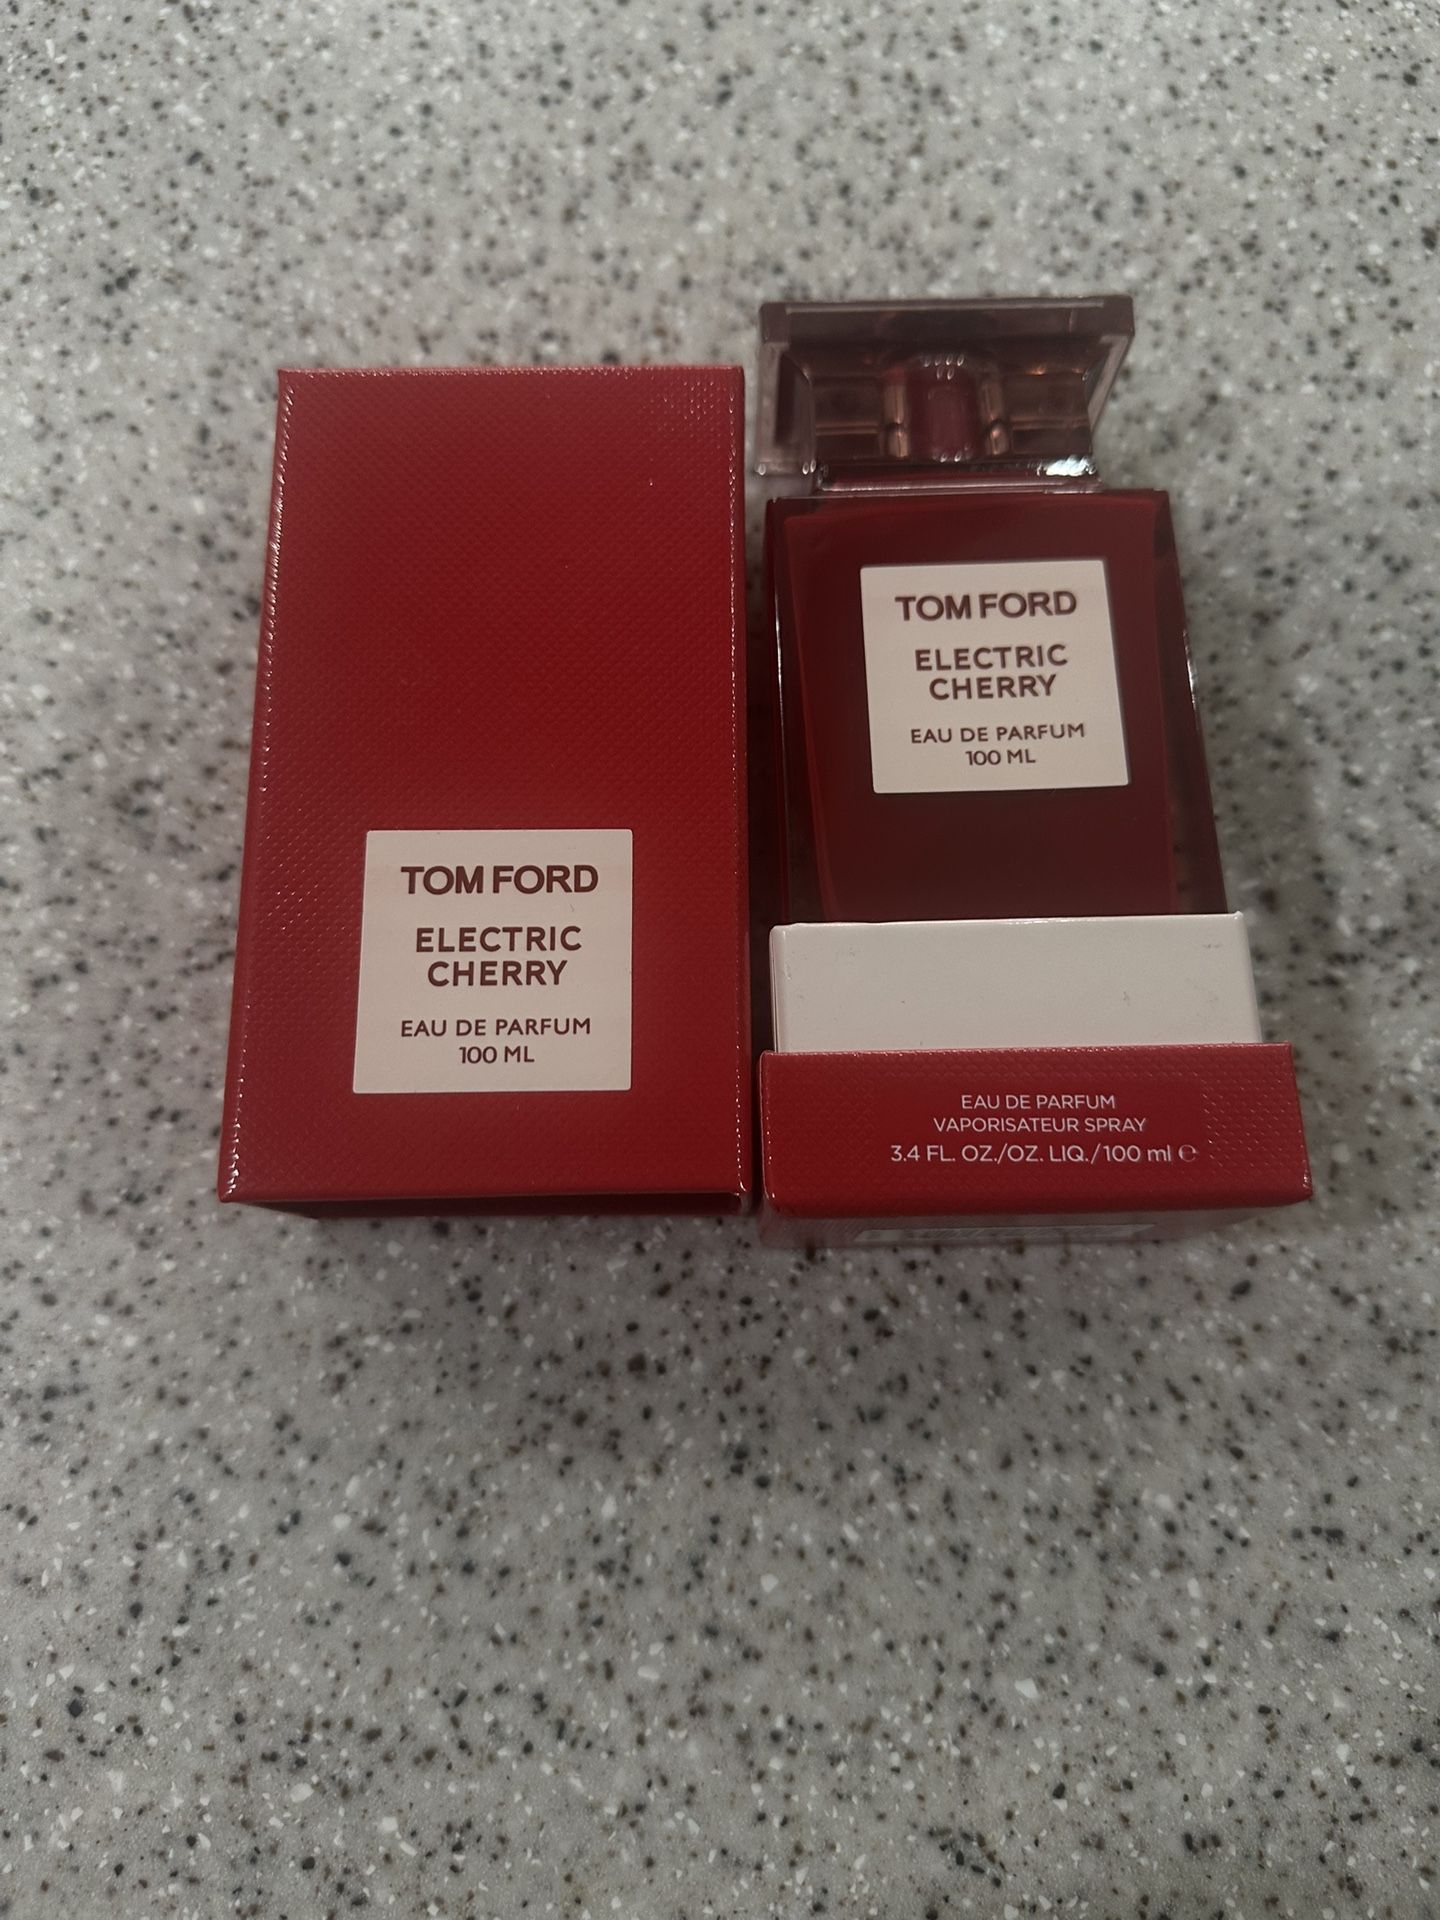 TOM FORD
ELECTRIC
CHERRY
EAU DE PARFUM
100 ML
TOM FORD
ELECTRIC
CHERRY
EAU DE PARFUM
100 ML
EAU DE PARFUM
VAPORISATEUR SPRAY
3.4 FL. OZ./OZ. LIQ./100 ml ℮